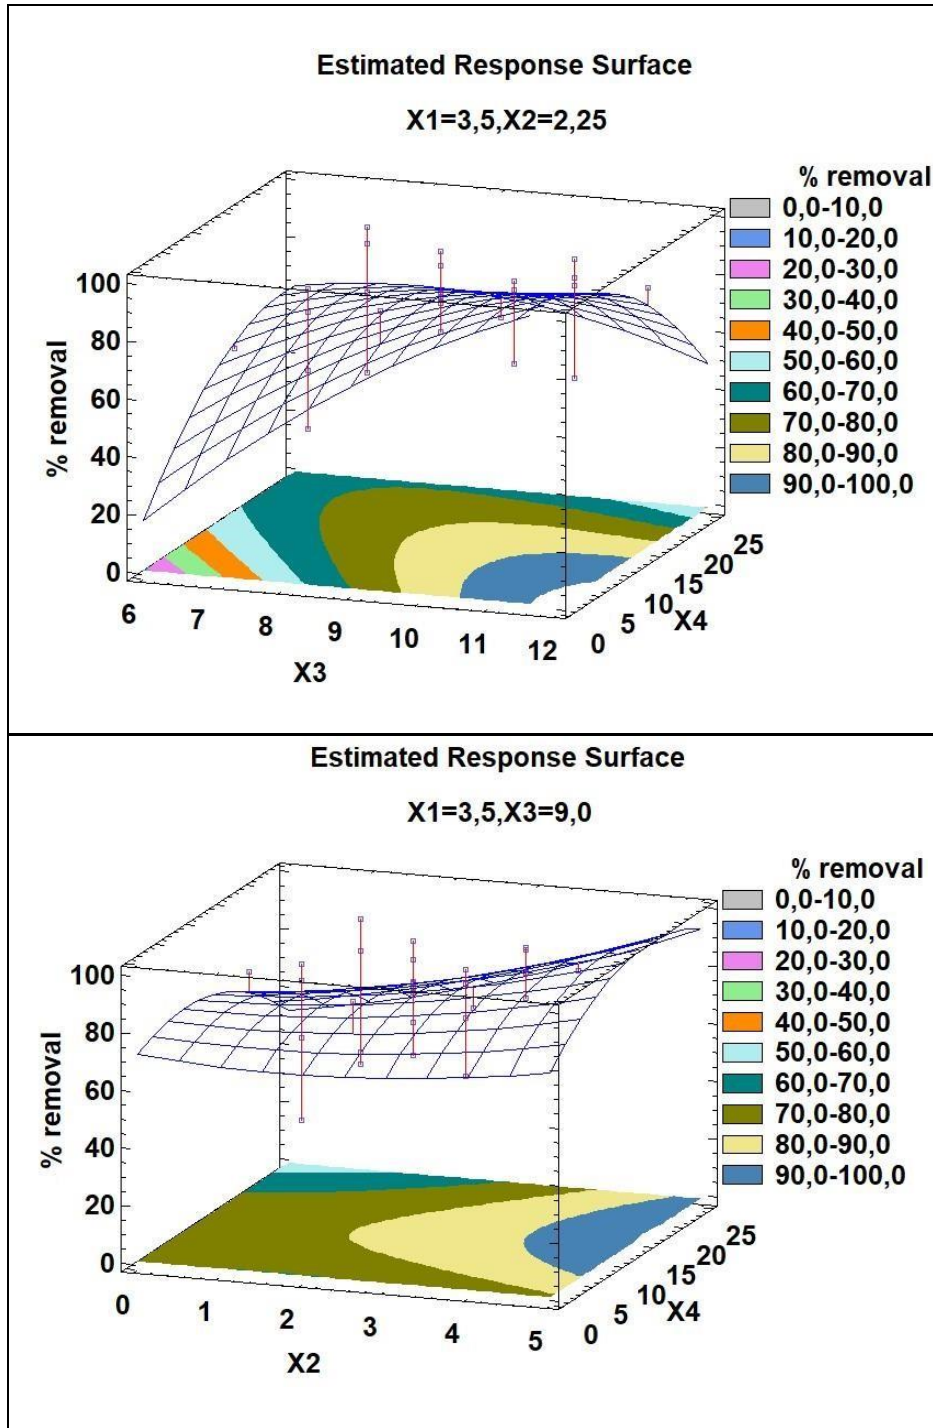 Estimated Response Surface
X1=3,5,X2=2,25
% removal
0,0-10,0
10,0-20,0
20,0-30,0
30,0-40,0
40,0-50,0
50,0-60,0
60,0-70,0
70,0-80,0
80,0-90,0
90,0-100,0
% removal
100
80
60
40
20
0
6 7 8 9 10 11 12
X3
0 5 10 15 20 25
X4
Estimated Response Surface
X1=3,5,X3=9,0
% removal
0,0-10,0
10,0-20,0
20,0-30,0
30,0-40,0
40,0-50,0
50,0-60,0
60,0-70,0
70,0-80,0
80,0-90,0
90,0-100,0
% removal
100
80
60
40
20
0
0 1 2 3 4 5
X2
0 5 10 15 20 25
X4